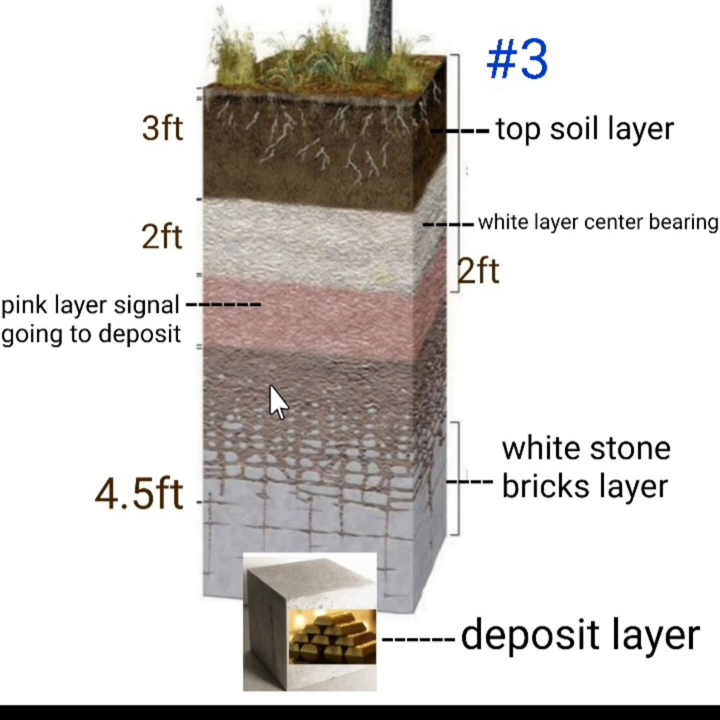 #3
3ft
top soil layer
white layer center bearing
2ft
2ft
pink layer signal
going to deposit
white stone
bricks layer
4.5ft
deposit layer